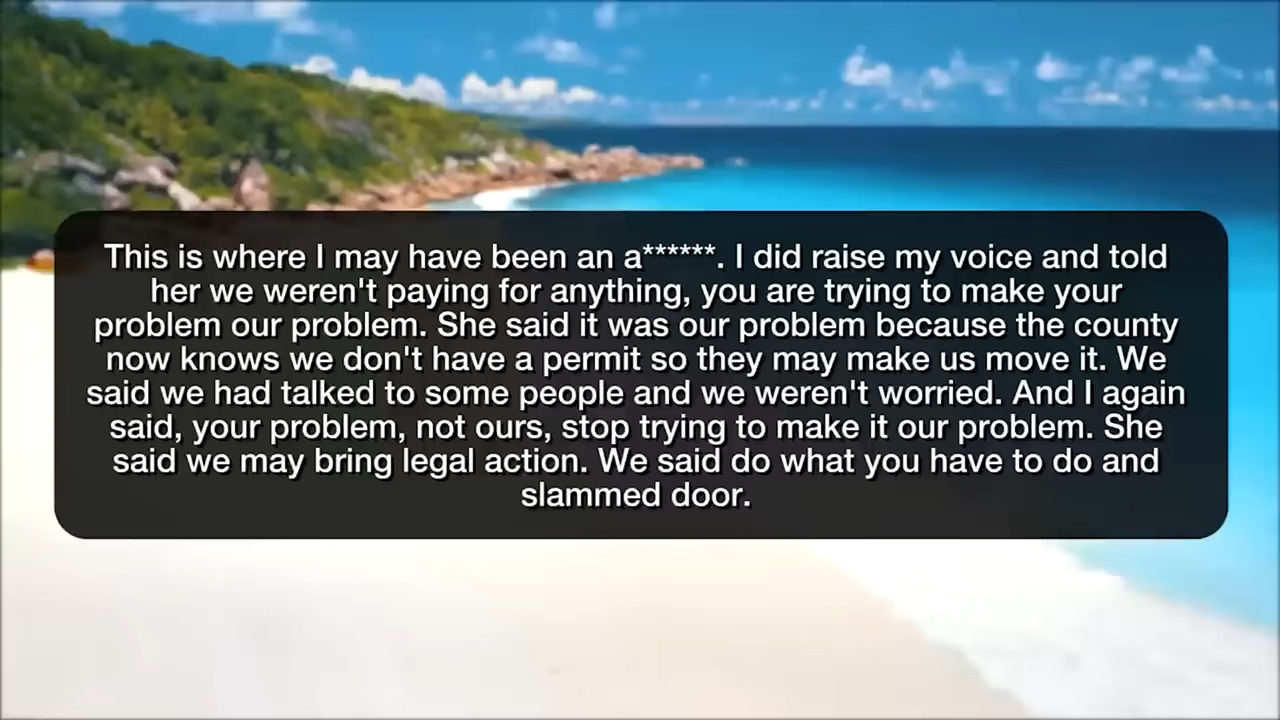 This is where I may have been an a******. I did raise my voice and told
her we weren't paying for anything, you are trying to make your
problem our problem. She said it was our problem because the county
now knows we don't have a permit so they may make us move it. We
said we had talked to some people and we weren't worried. And I again
said, your problem, not ours, stop trying to make it our problem. She
said we may bring legal action. We said do what you have to do and
slammed door.